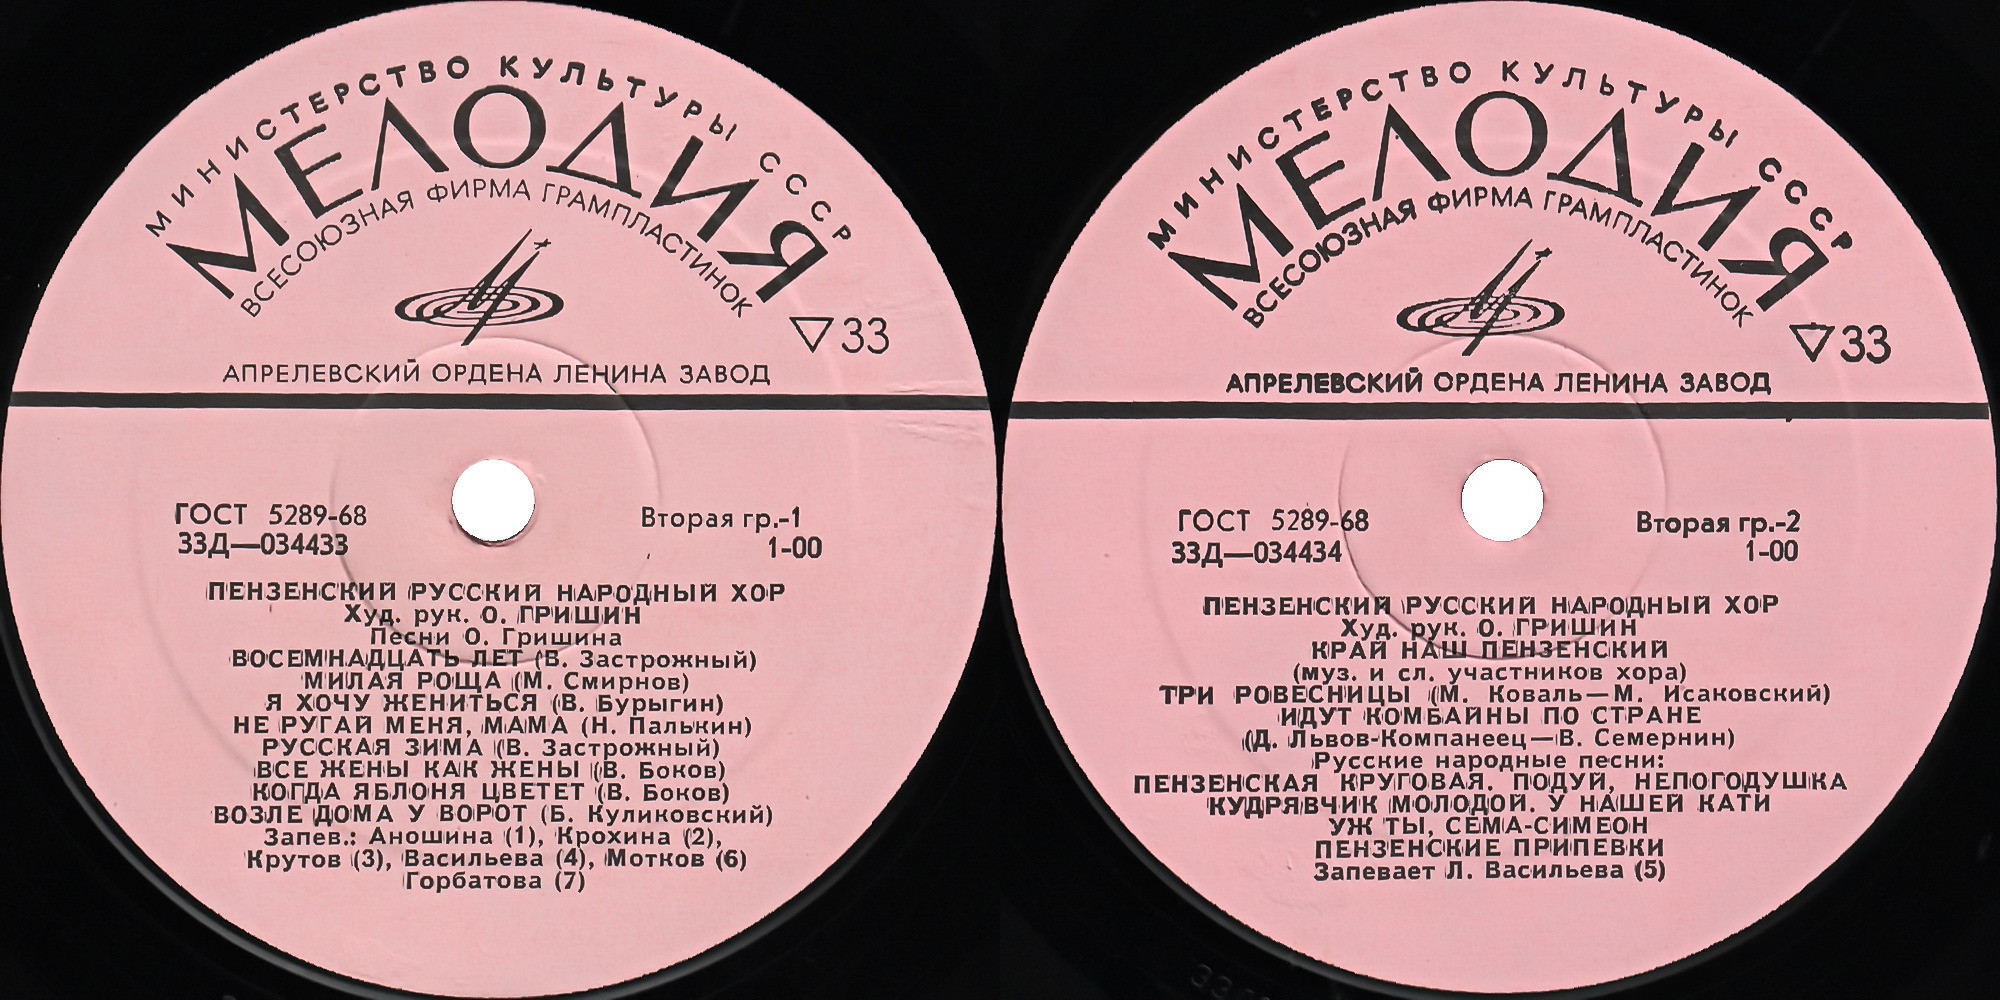 МИНИСТЕРСТВО КУЛЬТУРЫ СССР
МЕЛОДИЯ
ВСЕСОЮЗНАЯ ФИРМА ГРАМПЛАСТИНОК
33
АПРЕЛЕВСКИЙ ОРДЕНА ЛЕНИНА ЗАВОД
ГОСТ 5289-68
Вторая гр.-1
33Д—034433
1-00
ПЕНЗЕНСКИЙ РУССКИЙ НАРОДНЫЙ ХОР
Худ. рук. О. ГРИШИН
Песни О. Гришина
ВОСЕМНАДЦАТЬ ЛЕТ (В. Застрожный)
МИЛАЯ РОЩА (М. Смирнов)
Я ХОЧУ ЖЕНИТЬСЯ (В. Бурыгин)
НЕ РУГАЙ МЕНЯ, МАМА (Н. Палькин)
РУССКАЯ ЗИМА (В. Застрожный)
ВСЕ ЖЕНЫ КАК ЖЕНЫ (В. Боков)
КОГДА ЯБЛОНЯ ЦВЕТЕТ (В. Боков)
ВОЗЛЕ ДОМА У ВОРОТ (Б. Куликовский)
Запев.: Аношина (1), Крохина (2),
Крутов (3), Васильева (4), Мотков (6)
Горбатова (7)
МИНИСТЕРСТВО КУЛЬТУРЫ СССР
МЕЛОДИЯ
ВСЕСОЮЗНАЯ ФИРМА ГРАМПЛАСТИНОК
33
АПРЕЛЕВСКИЙ ОРДЕНА ЛЕНИНА ЗАВОД
ГОСТ 5289-68
Вторая гр.-2
33Д—034434
1-00
ПЕНЗЕНСКИЙ РУССКИЙ НАРОДНЫЙ ХОР
Худ. рук. О. ГРИШИН
КРАЙ НАШ ПЕНЗЕНСКИЙ
(муз. и сл. участников хора)
ТРИ РОВЕСНИЦЫ (М. Коваль—М. Исаковский)
ИДУТ КОМБАЙНЫ ПО СТРАНЕ
(Д. Львов-Компанеец—В. Семернин)
Русские народные песни:
ПЕНЗЕНСКАЯ КРУГОВАЯ. ПОДУЙ, НЕПОГОДУШКА
КУДРЯВЧИК МОЛОДОЙ. У НАШЕЙ КАТИ
УЖ ТЫ, СЕМА-СИМЕОН
ПЕНЗЕНСКИЕ ПРИПЕВКИ
Запевает Л. Васильева (5)